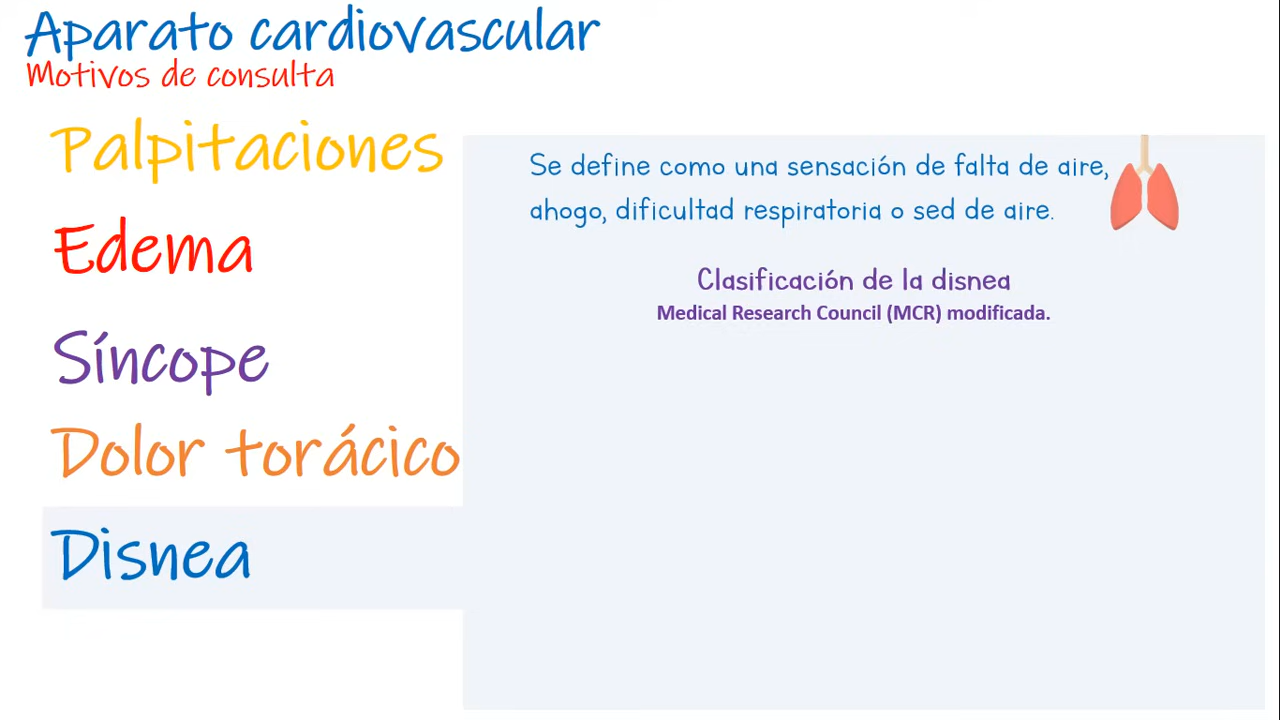 Aparato cardiovascular
Motivos de consulta
Palpitaciones
Edema
Síncope
Dolor torácico
Disnea
Se define como una sensación de falta de aire,
ahogo, dificultad respiratoria o sed de aire.
Clasificación de la disnea
Medical Research Council (MCR) modificada.